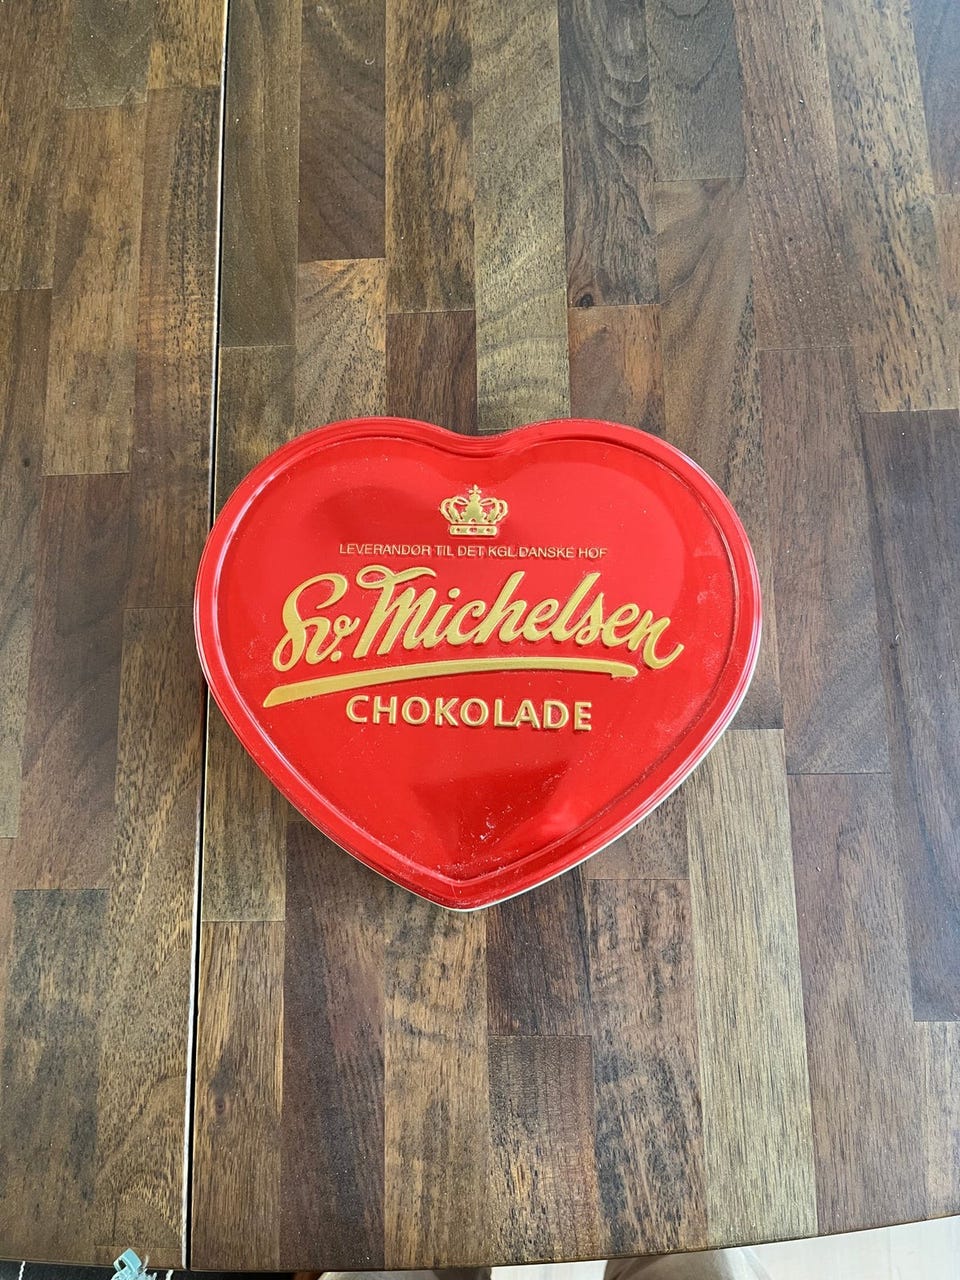 LEVERANDØR TIL DET KGL. DANSKE HOF
Sv. Michelsen
CHOKOLADE